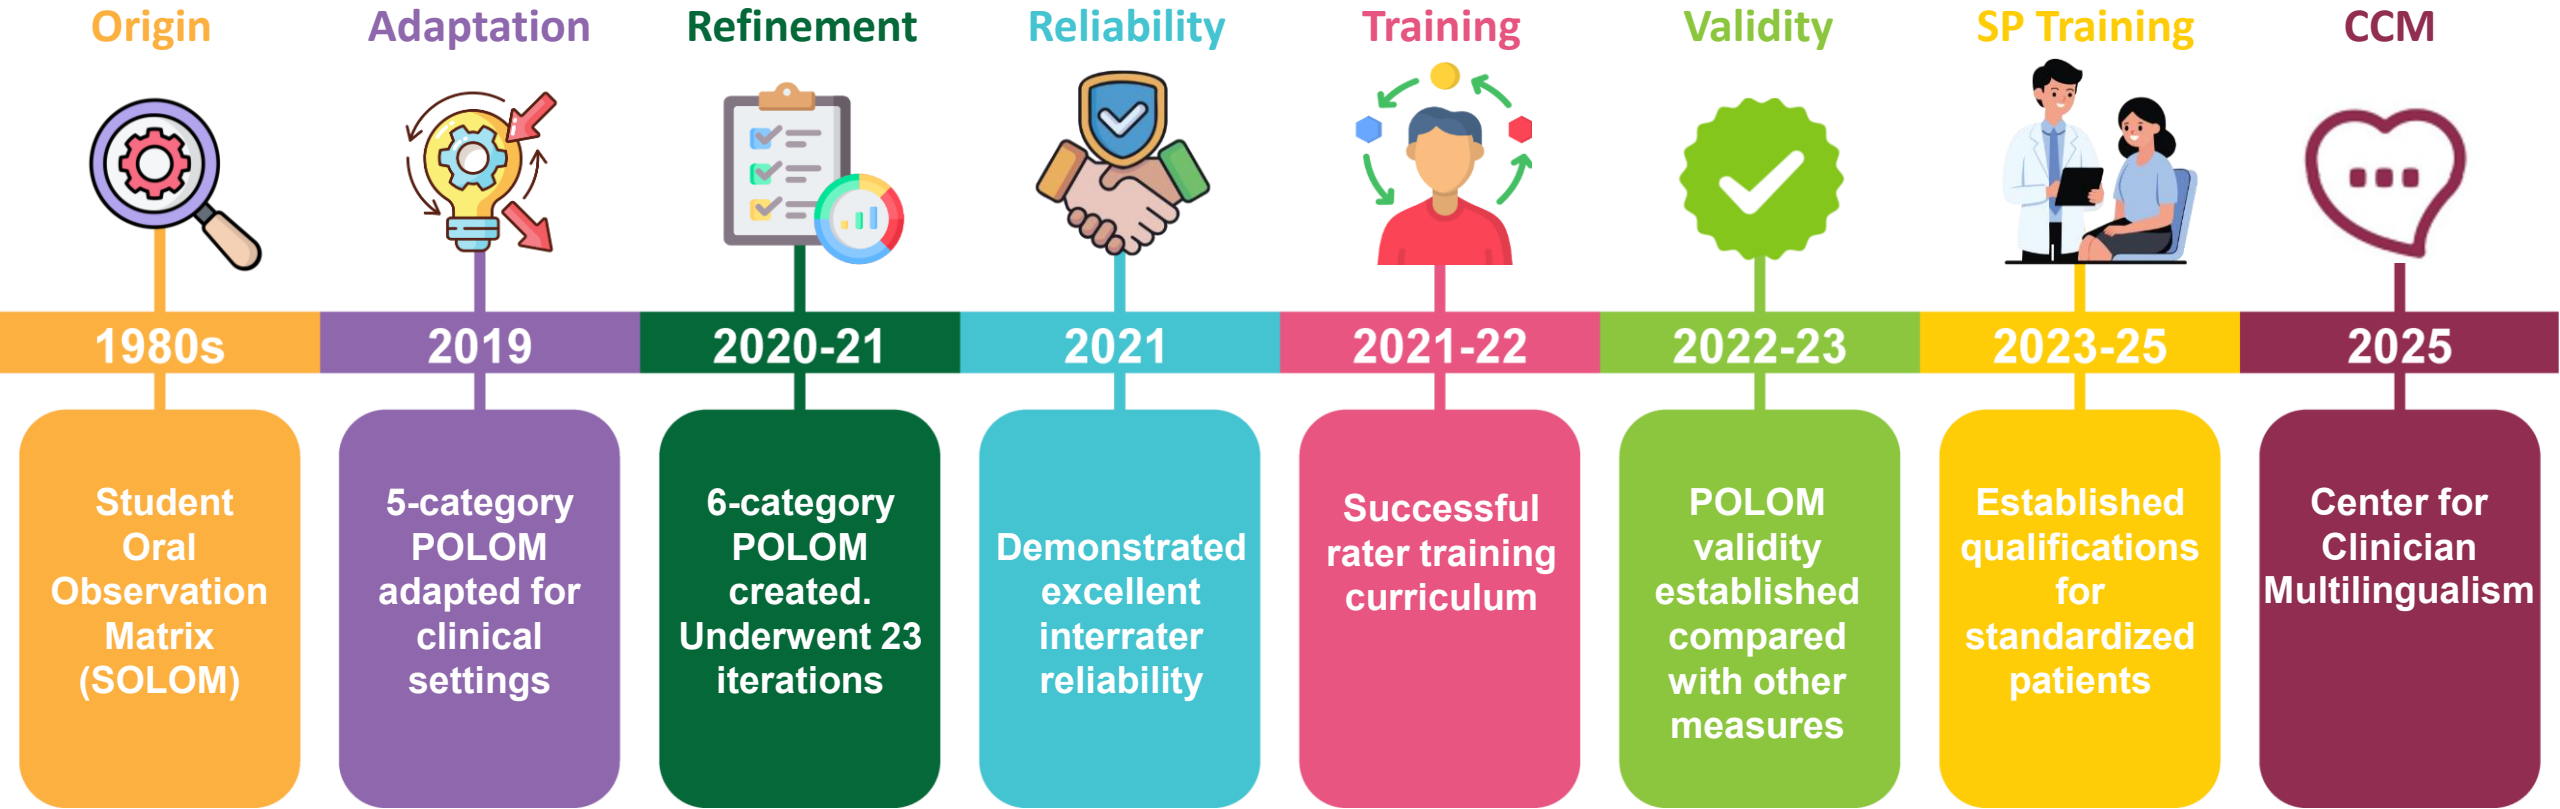 Origin
Adaptation
Refinement
Reliability
Training
Validity
SP Training
CCM
1980s
2019
2020-21
2021
2021-22
2022-23
2023-25
2025
Student
Oral
Observation
Matrix
(SOLOM)
5-category
POLOM
adapted for
clinical
settings
6-category
POLOM
created.
Underwent 23
iterations
Demonstrated
excellent
interrater
reliability
Successful
rater training
curriculum
POLOM
validity
established
compared
with other
measures
Established
qualifications
for
standardized
patients
Center for
Clinician
Multilingualism